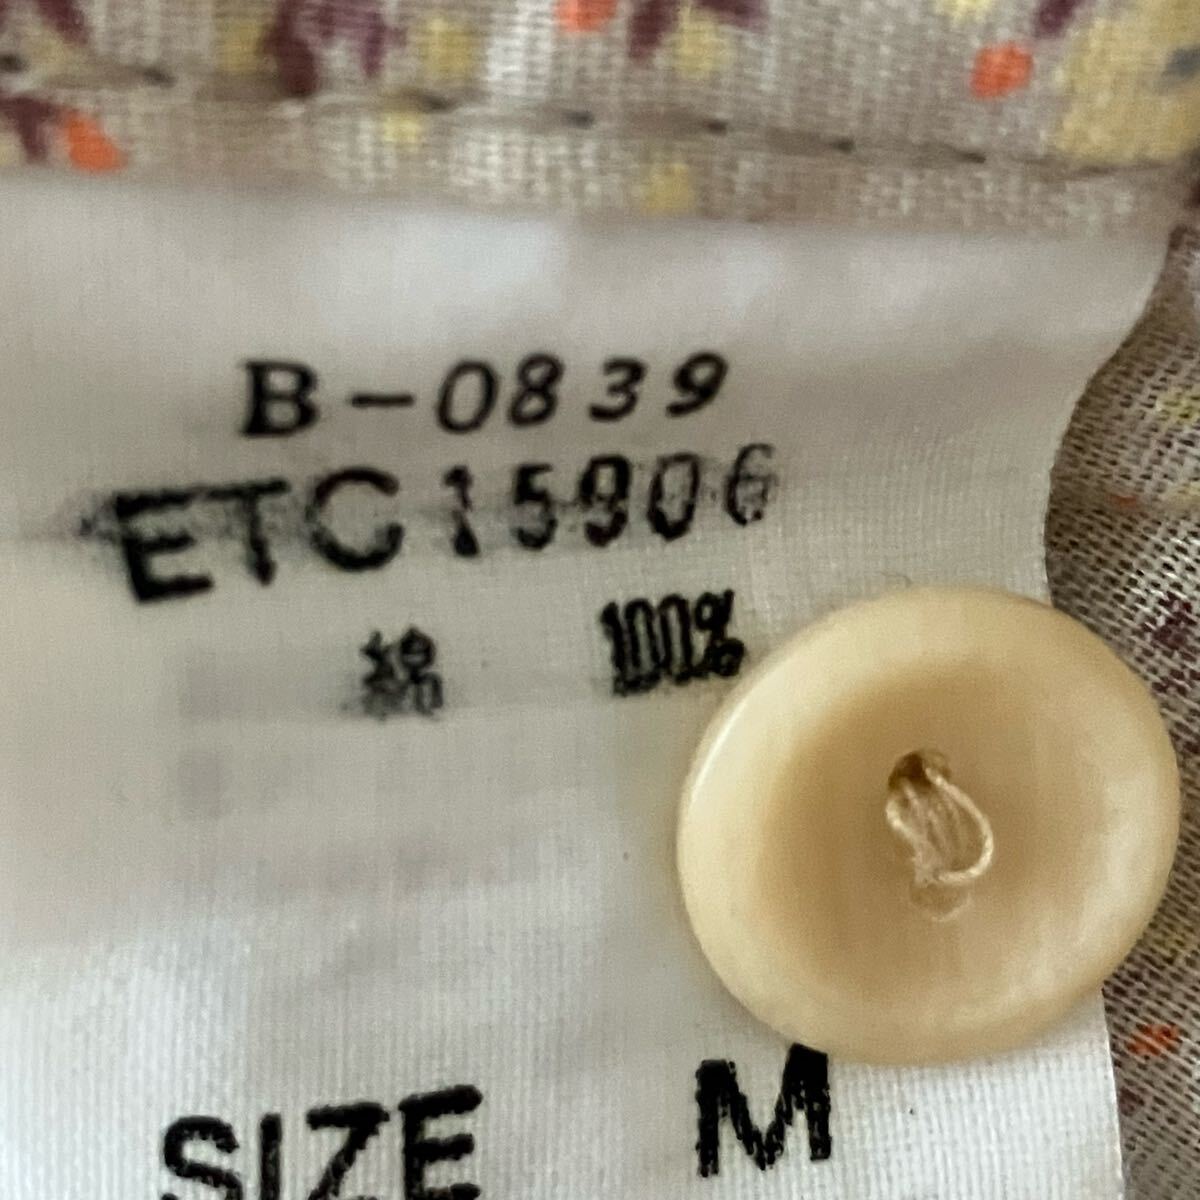 B-0839
ETC15906
綿 100%
SIZE M